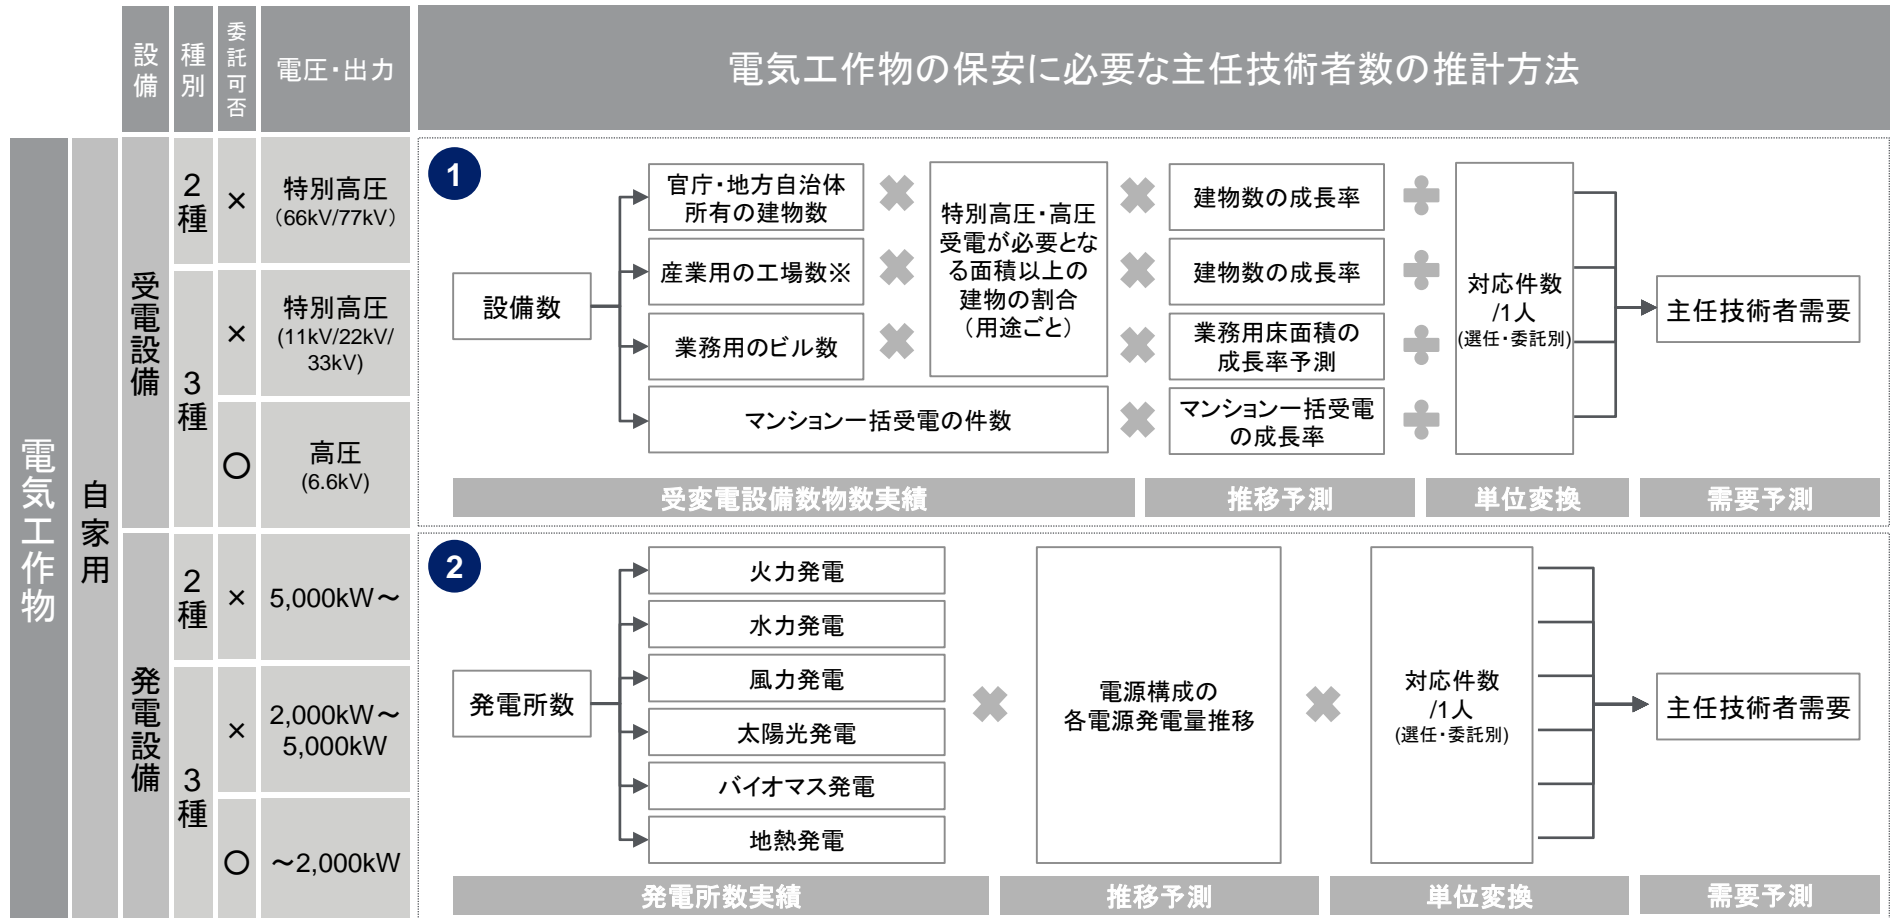 設備
種別
委託可否
電圧・出力
電気工作物の保安に必要な主任技術者数の推計方法
電気工作物
自家用
受電設備
2種
×
特別高圧
(66kV/77kV)
3種
×
特別高圧
(11kV/22kV/
33kV)
〇
高圧
(6.6kV)
発電設備
2種
×
5,000kW～
3種
×
2,000kW～
5,000kW
〇
～2,000kW
1
設備数
官庁・地方自治体
所有の建物数
産業用の工場数※
業務用のビル数
マンション一括受電の件数
特別高圧・高圧
受電が必要とな
る面積以上の
建物の割合
（用途ごと）
建物数の成長率
建物数の成長率
業務用床面積の
成長率予測
マンション一括受電
の成長率
対応件数
/1人
(選任・委託別)
主任技術者需要
受変電設備数物数実績
推移予測
単位変換
需要予測
2
発電所数
火力発電
水力発電
風力発電
太陽光発電
バイオマス発電
地熱発電
電源構成の
各電源発電量推移
対応件数
/1人
(選任・委託別)
主任技術者需要
発電所数実績
推移予測
単位変換
需要予測